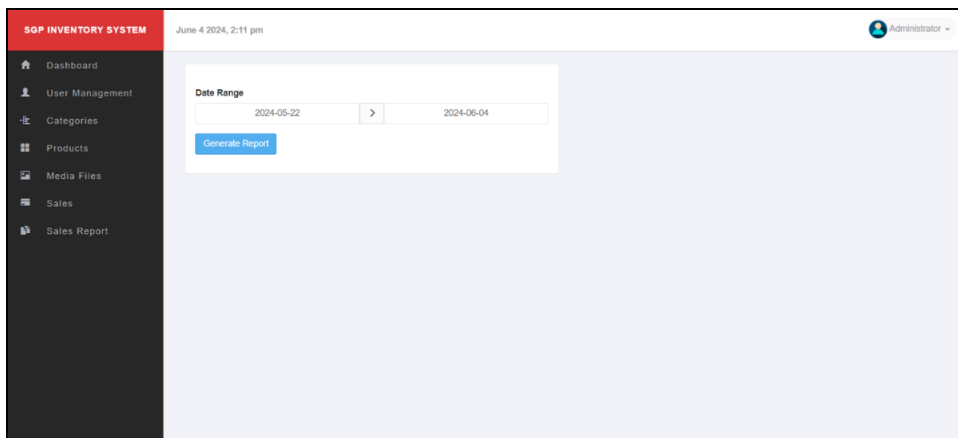 SGP INVENTORY SYSTEM
June 4 2024, 2:11 pm
Administrator
Dashboard
User Management
Categories
Products
Media Files
Sales
Sales Report
Date Range
2024-05-22 > 2024-06-04
Generate Report